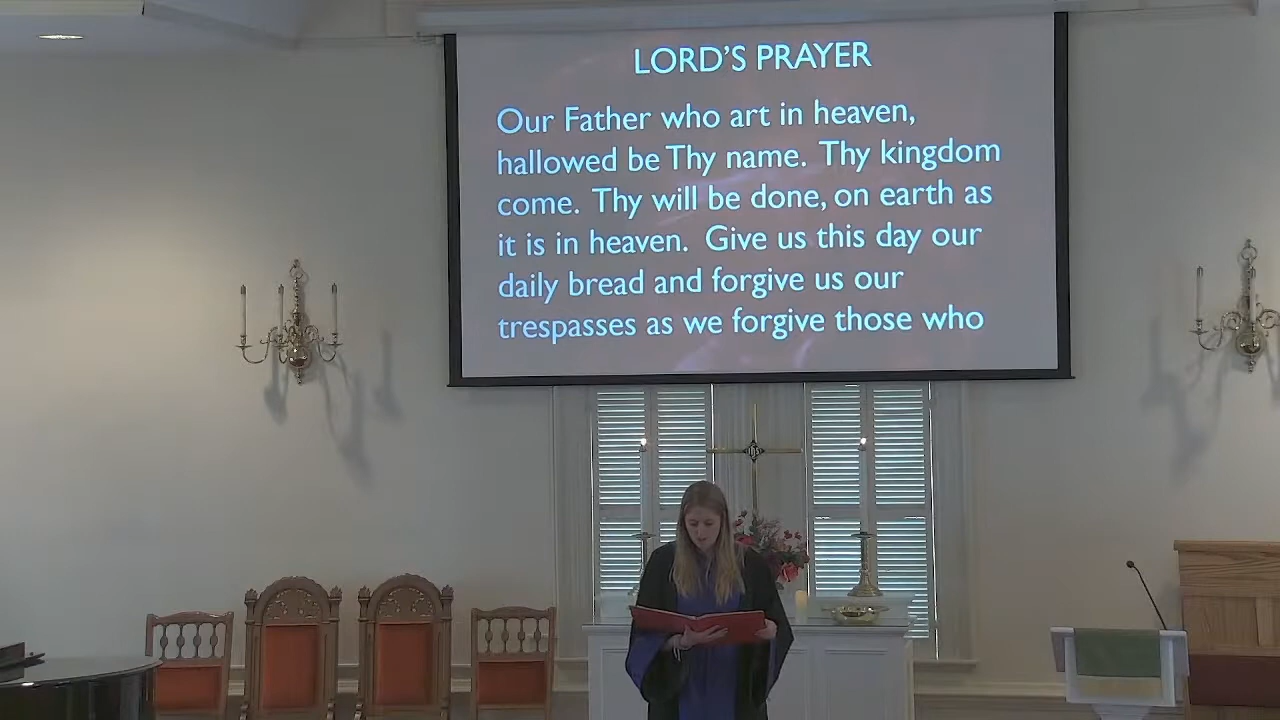 LORD'S PRAYER
Our Father who art in heaven,
hallowed be Thy name. Thy kingdom
come. Thy will be done, on earth as
it is in heaven. Give us this day our
daily bread and forgive us our
trespasses as we forgive those who